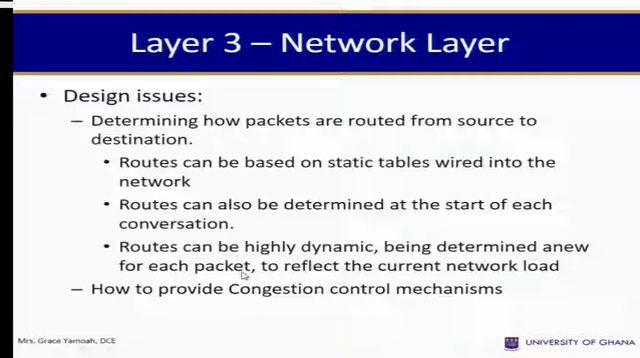 Layer 3 – Network Layer
• Design issues:
– Determining how packets are routed from source to
destination.
• Routes can be based on static tables wired into the
network
• Routes can also be determined at the start of each
conversation.
• Routes can be highly dynamic, being determined anew
for each packet, to reflect the current network load
– How to provide Congestion control mechanisms
Mrs. Grace Yamoah, DCE
UNIVERSITY OF GHANA